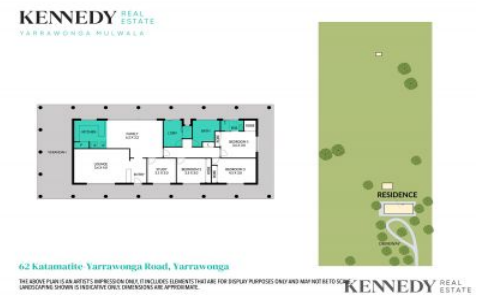 KENNEDY REAL ESTATE
YARRAWONGA MULWALA
KITCHEN
FAMILY
VERANDAH
LOUNGE
ENTRY
STUDY
BEDROOM 2
BEDROOM 3
BEDROOM 1
RESIDENCE
DRIVEWAY
62 Katamatite-Yarrawonga Road, Yarrawonga
THE ABOVE PLAN IS AN ARTIST'S IMPRESSION ONLY. IT INCLUDES ELEMENTS THAT ARE FOR DISPLAY PURPOSES ONLY AND MAY NOT BE TO SCALE.
LANDSCAPING SHOWN IS INDICATIVE ONLY, DIMENSIONS ARE APPROXIMATE.
KENNEDY REAL ESTATE